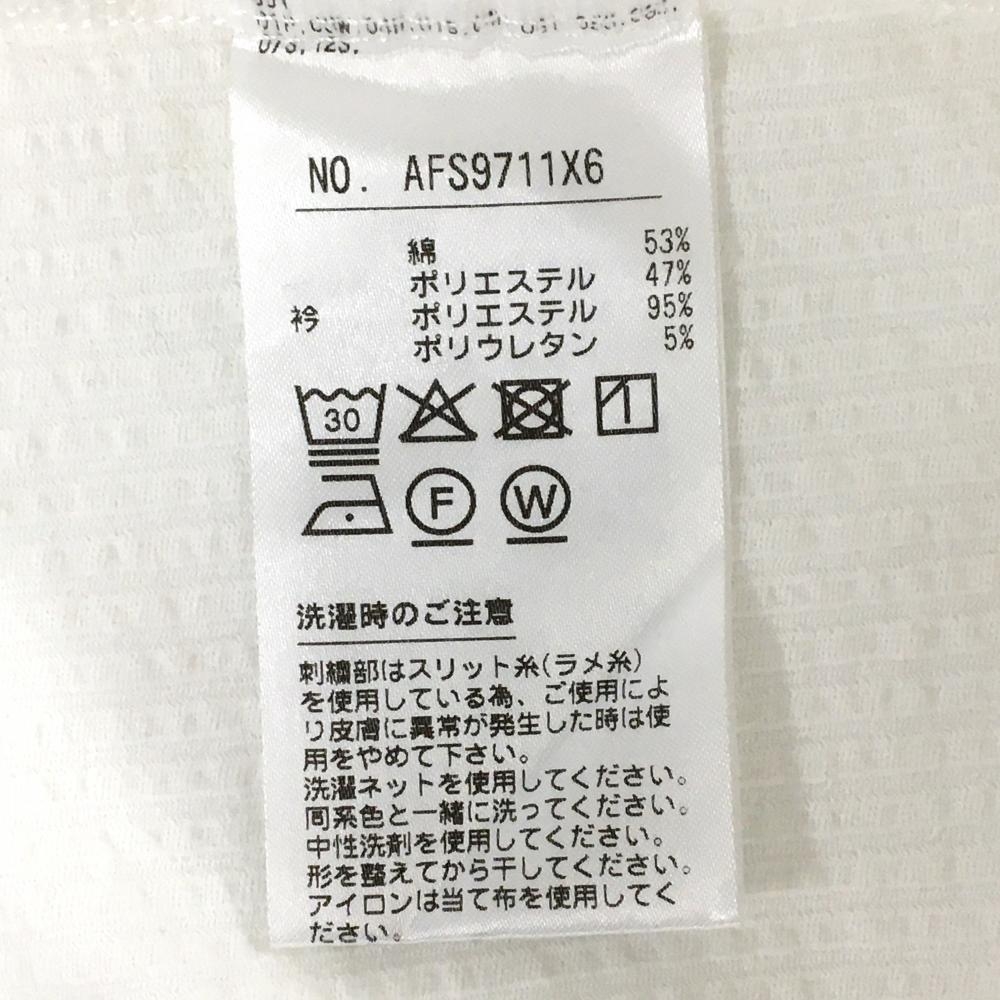 075, 12S,
NO. AFS9711X6
綿 53%
ポリエステル 47%
衿 ポリエステル 95%
ポリウレタン 5%
30
F W
洗濯時のご注意
刺繍部はスリット糸(ラメ糸)
を使用している為、ご使用によ
り皮膚に異常が発生した時は使
用をやめて下さい。
洗濯ネットを使用してください。
同系色と一緒に洗ってください。
中性洗剤を使用してください。
形を整えてから干してください。
アイロンは当て布を使用してく
ださい。